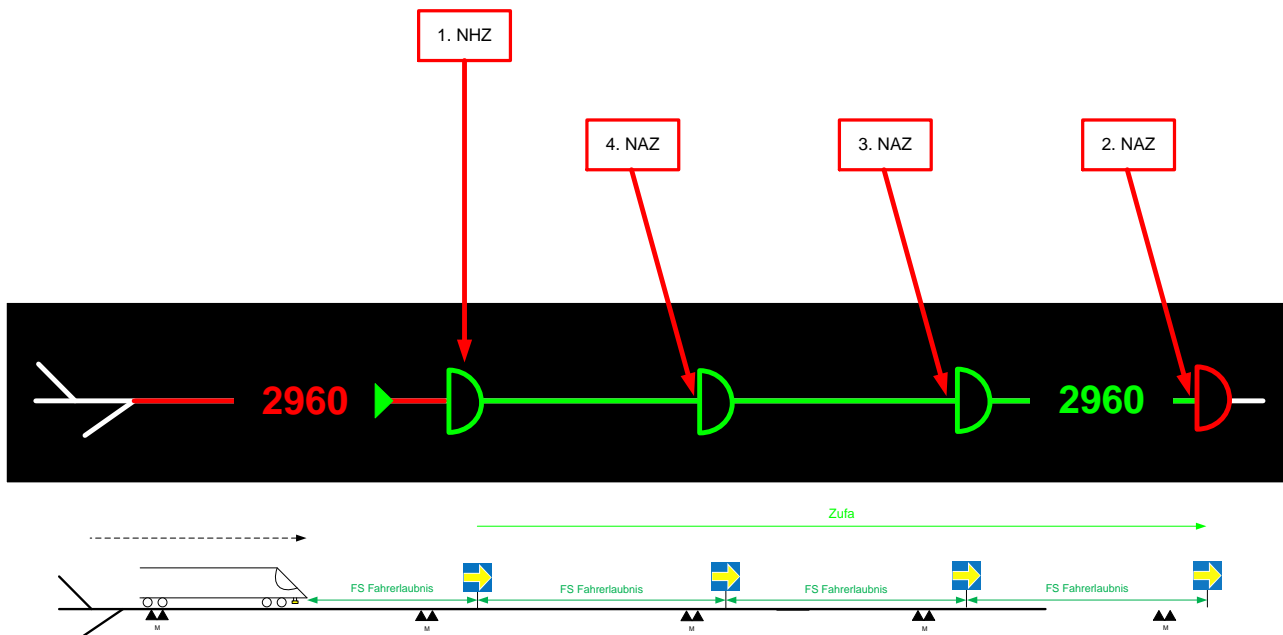 1. NHZ
4. NAZ
3. NAZ
2. NAZ
2960
2960
Zufa
FS Fahrerlaubnis
FS Fahrerlaubnis
FS Fahrerlaubnis
FS Fahrerlaubnis
M
M
M
M
M